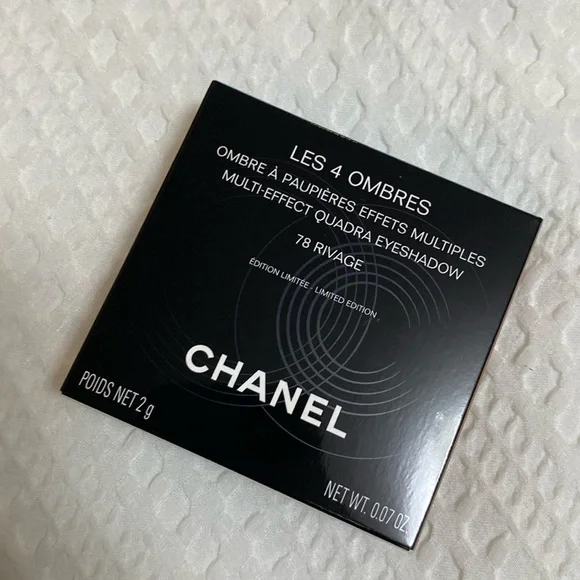 LES 4 OMBRES
OMBRE À PAUPIÈRES EFFETS MULTIPLES
MULTI-EFFECT QUADRA EYESHADOW
78 RIVAGE
ÉDITION LIMITÉE - LIMITED EDITION
CHANEL
POIDS NET 2 g
NET WT. 0.07 OZ.